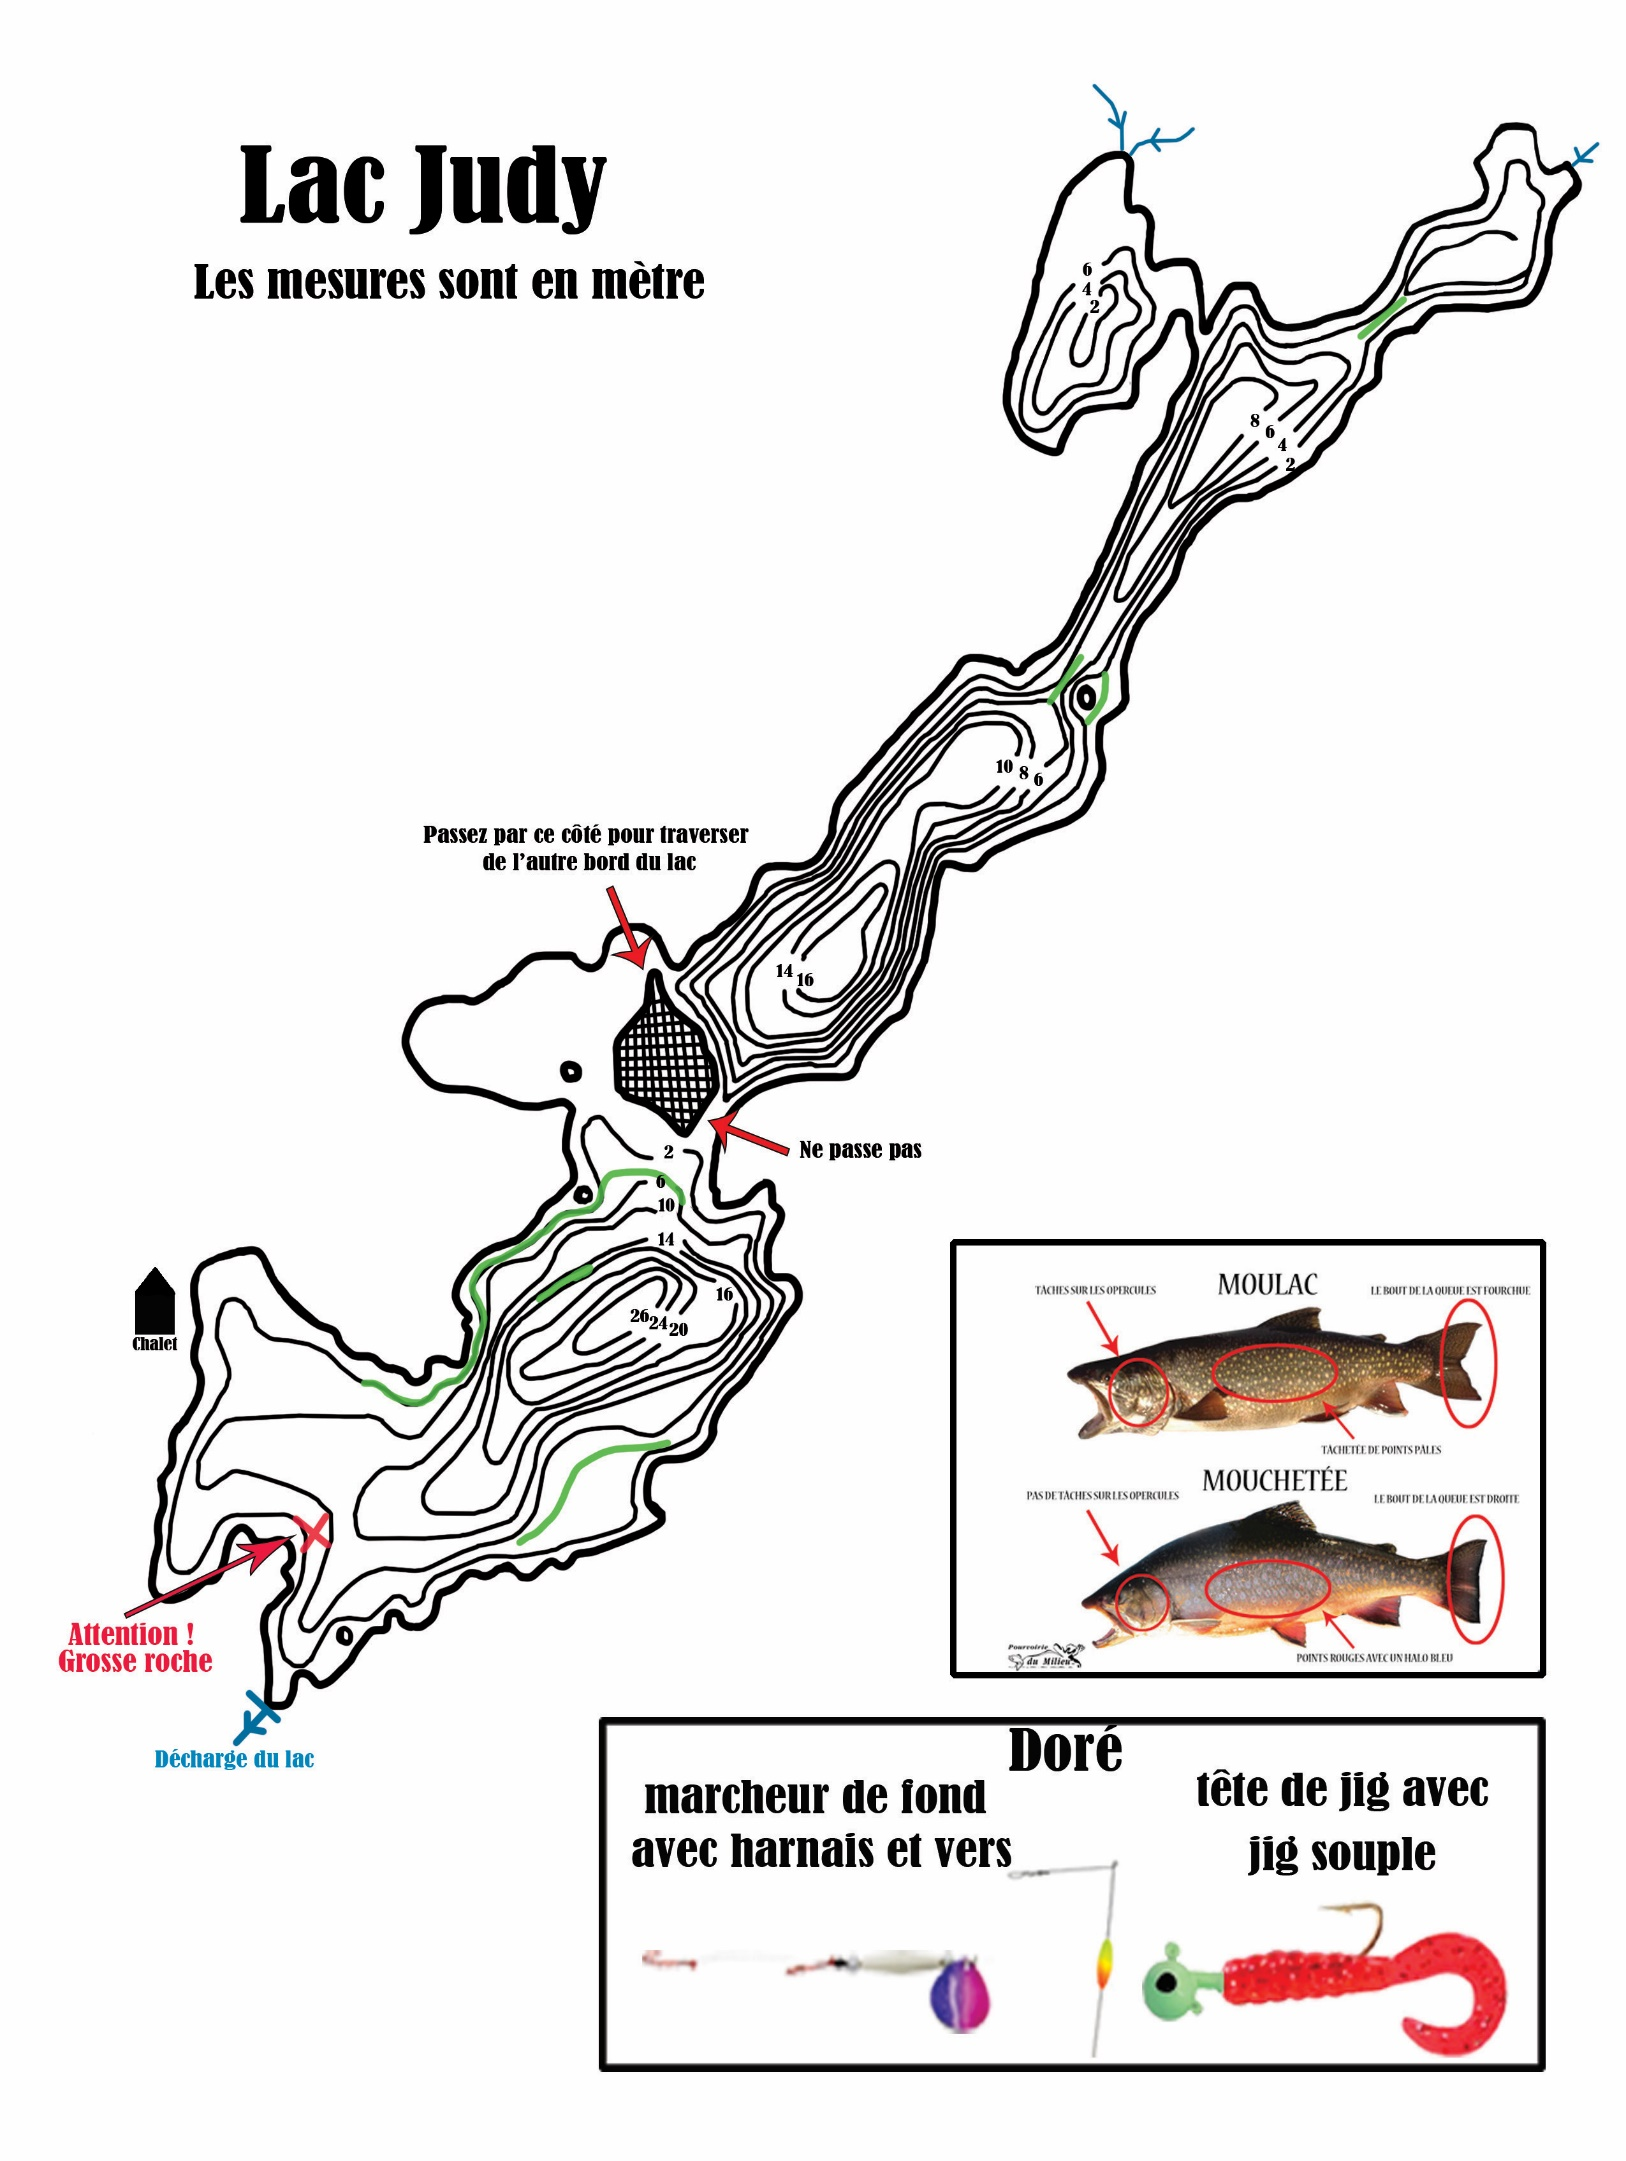 Lac Judy
Les mesures sont en mètre
6
4
2
8
6
4
2
10 8 6
Passez par ce côté pour traverser
de l'autre bord du lac
14 16
Ne passe pas
2
6
10
14
16
26 24 20
Chalet
Attention !
Grosse roche
Décharge du lac
MOULAC
TACHES SUR LES OPERCULES
LE BOUT DE LA QUEUE EST FOURCHUE
TACHETÉE DE POINTS PÂLES
MOUCHETÉE
PAS DE TACHES SUR LES OPERCULES
LE BOUT DE LA QUEUE EST DROITE
POINTS ROUGES AVEC UN HALO BLEU
Pourvoirie
du Milieu
Doré
marcheur de fond
avec harnais et vers
tête de jig avec
jig souple